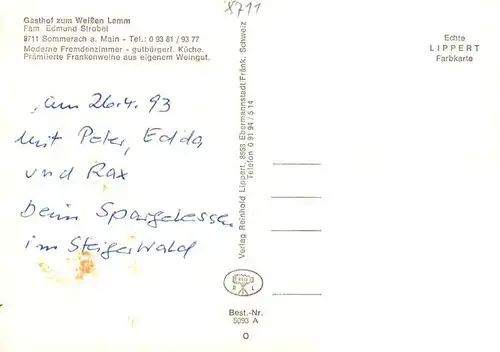 X8711
Gasthof zum Weißen Lamm
Fam. Edmund Strobel
8711 Sommerach a. Main - Tel.: 0 93 81 / 93 77
Moderne Fremdenzimmer - gutbürgerl. Küche.
Prämiierte Frankenweine aus eigenem Weingut.
Echte
LIPPERT
Farbkarte
am 26.4.93
Mit Peter, Edda
und Rax
beim Spargelessen
im Steigerwald
Verlag Reinhold Lippert, 8553 Ebermannstadt/Fränk. Schweiz
Telefon 0 91 94 / 5 14
R L
Best.-Nr.
5093 A
O